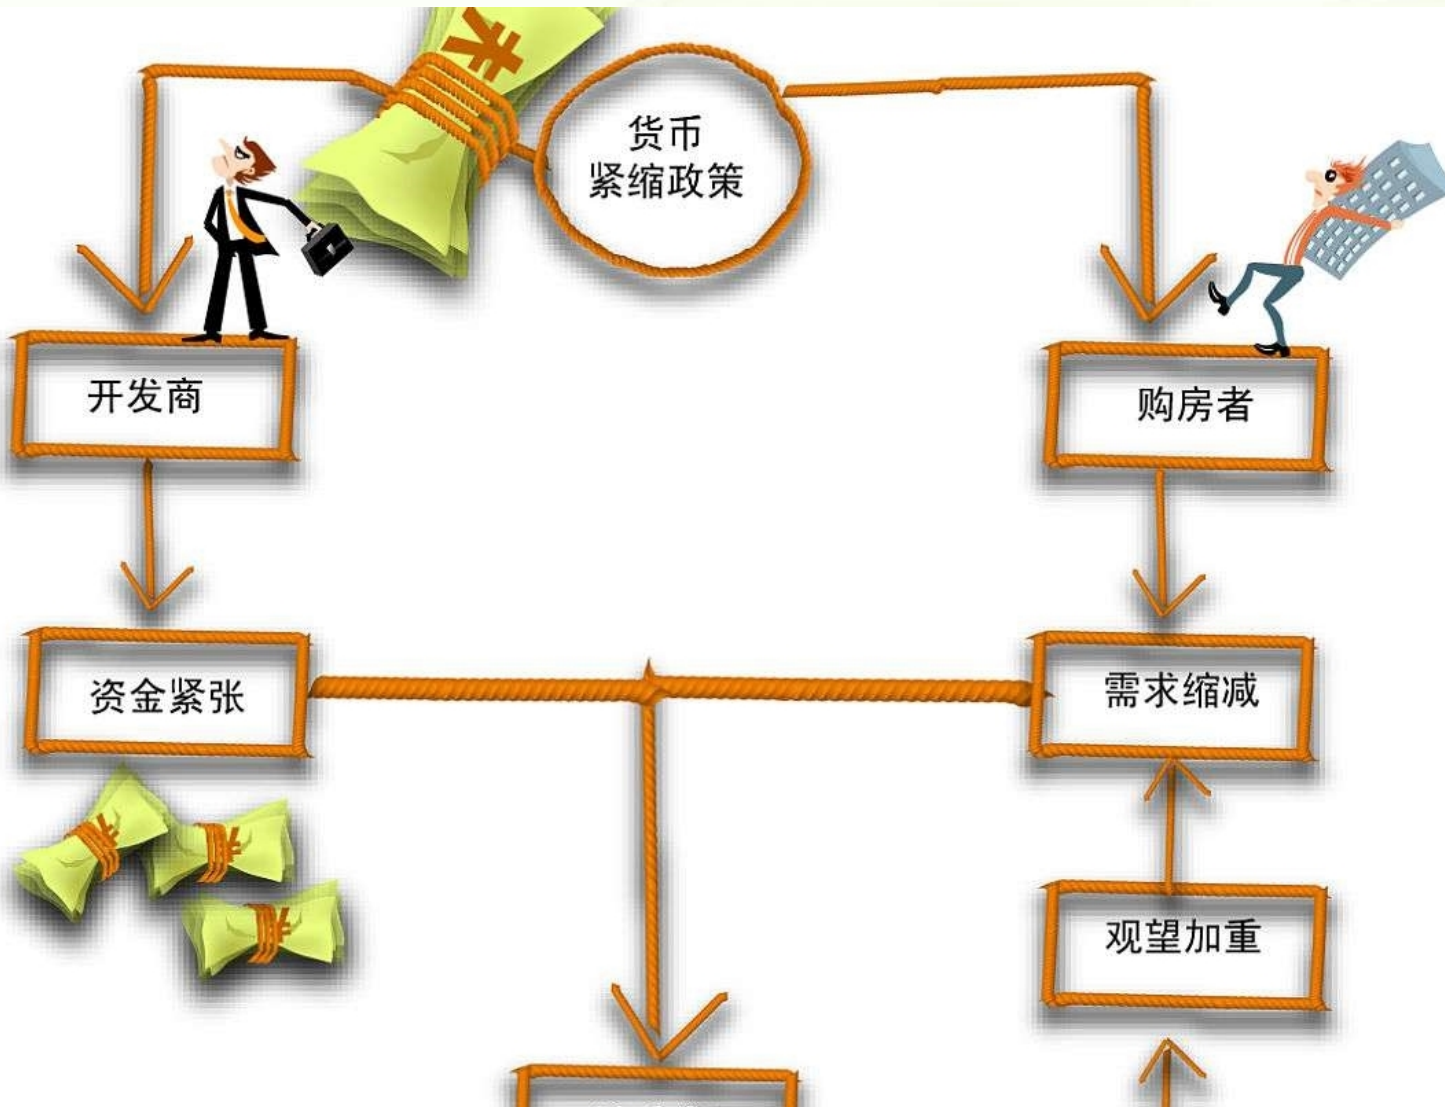 货币
紧缩政策
开发商
购房者
资金紧张
需求缩减
观望加重